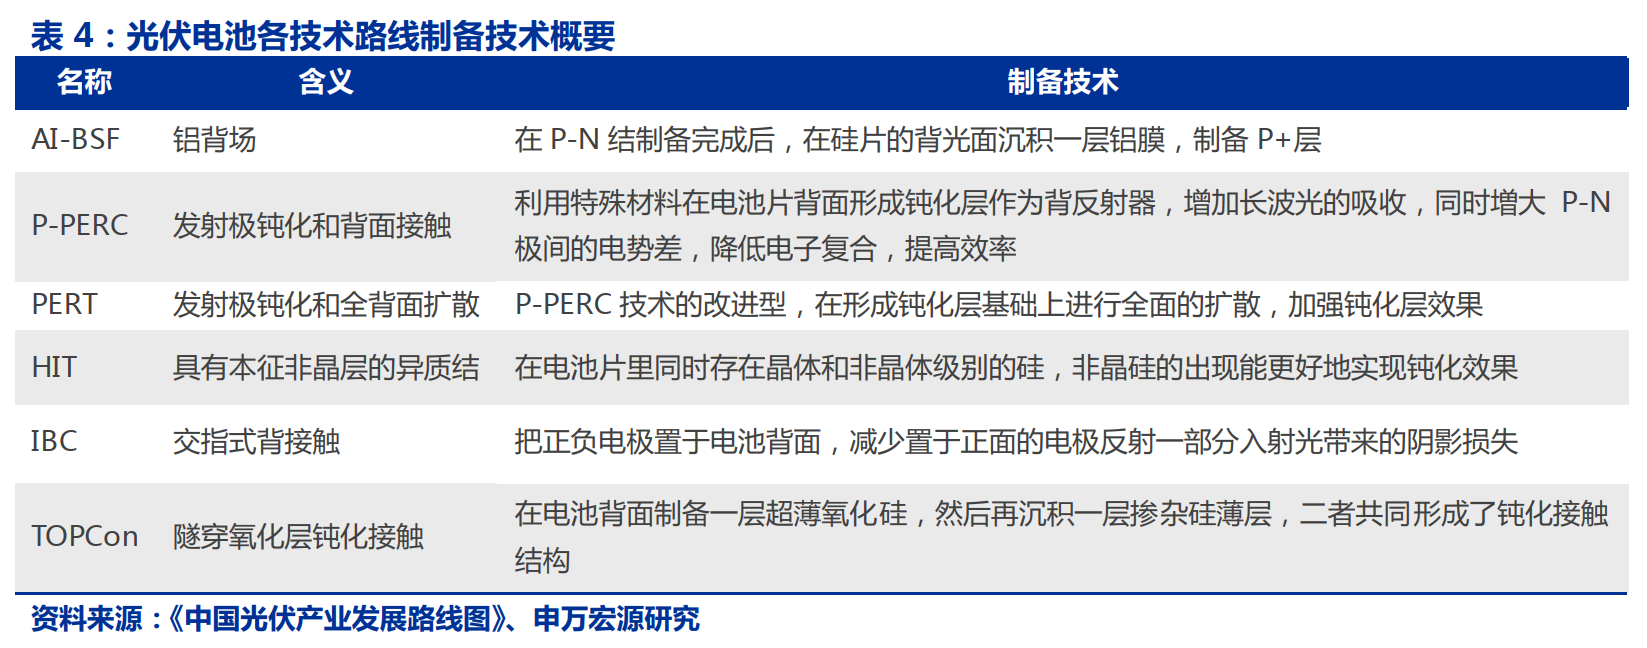 表 4：光伏电池各技术路线制备技术概要
名称 含义 制备技术
AI-BSF 铝背场 在 P-N 结制备完成后，在硅片的背光面沉积一层铝膜，制备 P+层
P-PERC 发射极钝化和背面接触 利用特殊材料在电池片背面形成钝化层作为背反射器，增加长波光的吸收，同时增大 P-N
极间的电势差，降低电子复合，提高效率
PERT 发射极钝化和全背面扩散 P-PERC 技术的改进型，在形成钝化层基础上进行全面的扩散，加强钝化层效果
HIT 具有本征非晶层的异质结 在电池片里同时存在晶体和非晶体级别的硅，非晶硅的出现能更好地实现钝化效果
IBC 交指式背接触 把正负电极置于电池背面，减少置于正面的电极反射一部分入射光带来的阴影损失
TOPCon 隧穿氧化层钝化接触 在电池背面制备一层超薄氧化硅，然后再沉积一层掺杂硅薄层，二者共同形成了钝化接触
结构
资料来源：《中国光伏产业发展路线图》、申万宏源研究